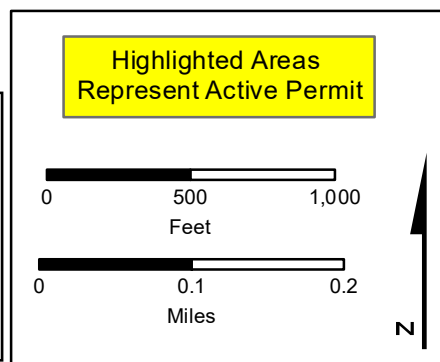 Highlighted Areas
Represent Active Permit
0 500 1,000
Feet
0 0.1 0.2
Miles
N